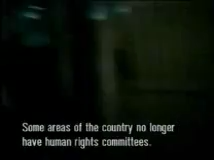 Some areas of the country no longer
have human rights committees.